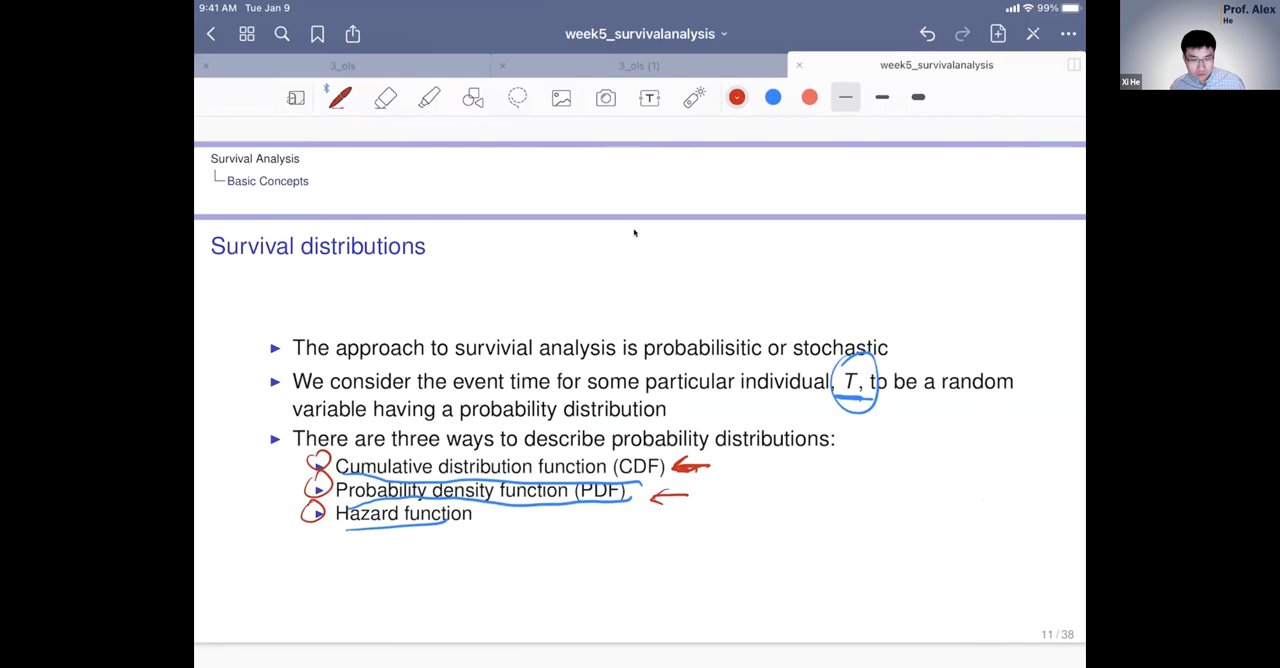 9:41 AM Tue Jan 9
99%
week5_survivalanalysis
3_ols
3_ols (1)
week5_survivalanalysis
T
Survival Analysis
Basic Concepts
Survival distributions
The approach to survivial analysis is probabilisitic or stochastic
We consider the event time for some particular individual, T, to be a random
variable having a probability distribution
There are three ways to describe probability distributions:
Cumulative distribution function (CDF)
Probability density function (PDF)
Hazard function
11 / 38
Prof. Alex
He
Xi He